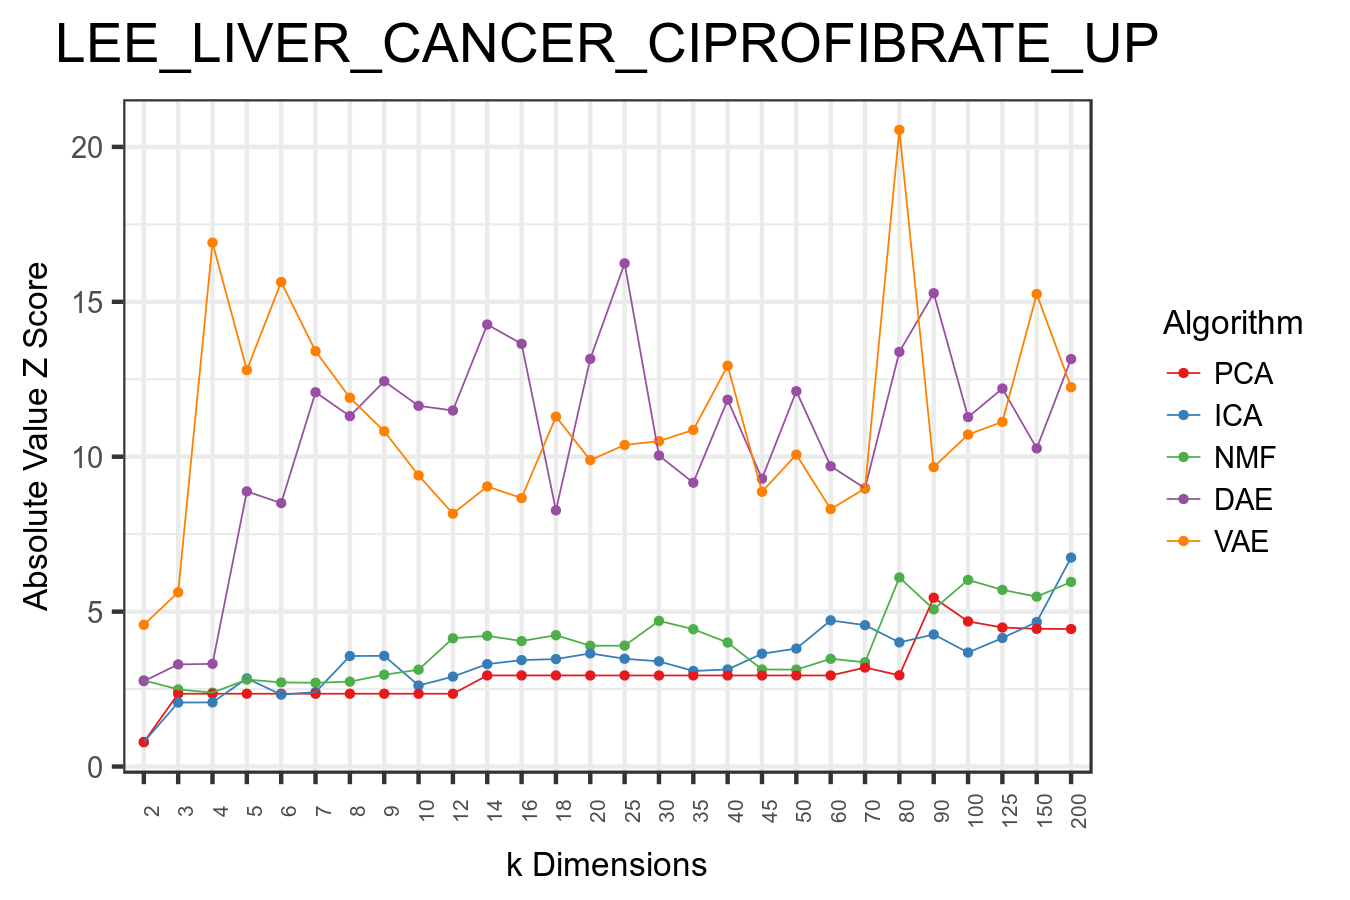 LEE_LIVER_CANCER_CIPROFIBRATE_UP
Absolute Value Z Score
20
15
10
5
0
2 3 4 5 6 7 8 9 10 12 14 16 18 20 25 30 35 40 45 50 60 70 80 90 100 125 150 200
k Dimensions
Algorithm
PCA
ICA
NMF
DAE
VAE